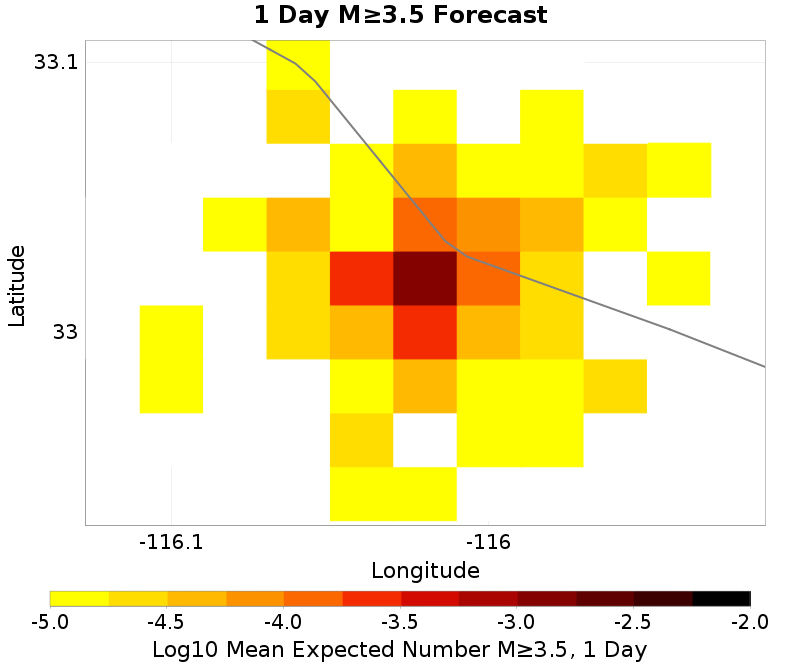 1 Day M≥3.5 Forecast
33.1
33
Latitude
-116.1 -116
Longitude
-5.0 -4.5 -4.0 -3.5 -3.0 -2.5 -2.0
Log10 Mean Expected Number M≥3.5, 1 Day